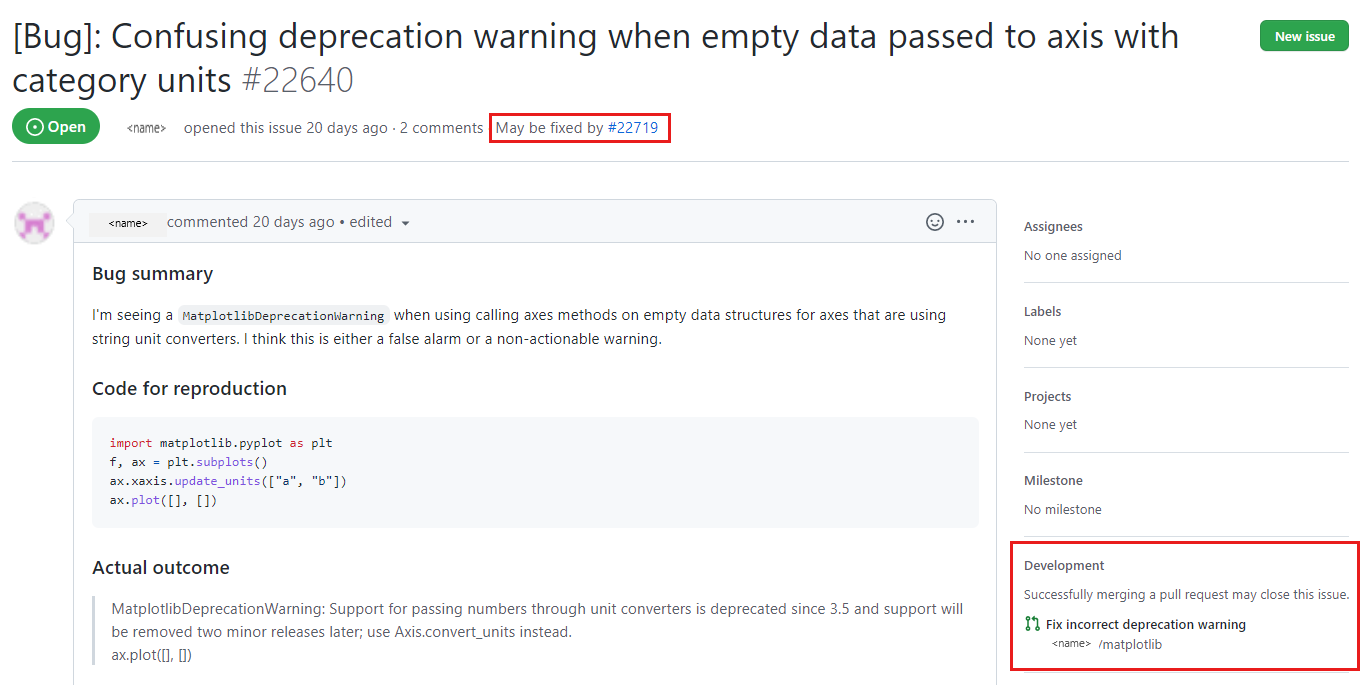 [Bug]: Confusing deprecation warning when empty data passed to axis with
category units #22640
New issue
Open
<name> opened this issue 20 days ago · 2 comments May be fixed by #22719
<name> commented 20 days ago • edited
Bug summary
I'm seeing a MatplotlibDeprecationWarning when using calling axes methods on empty data structures for axes that are using
string unit converters. I think this is either a false alarm or a non-actionable warning.
Code for reproduction
import matplotlib.pyplot as plt
f, ax = plt.subplots()
ax.xaxis.update_units(["a", "b"])
ax.plot([], [])
Actual outcome
MatplotlibDeprecationWarning: Support for passing numbers through unit converters is deprecated since 3.5 and support will
be removed two minor releases later; use Axis.convert_units instead.
ax.plot([], [])
Assignees
No one assigned
Labels
None yet
Projects
None yet
Milestone
No milestone
Development
Successfully merging a pull request may close this issue.
Fix incorrect deprecation warning
<name> /matplotlib